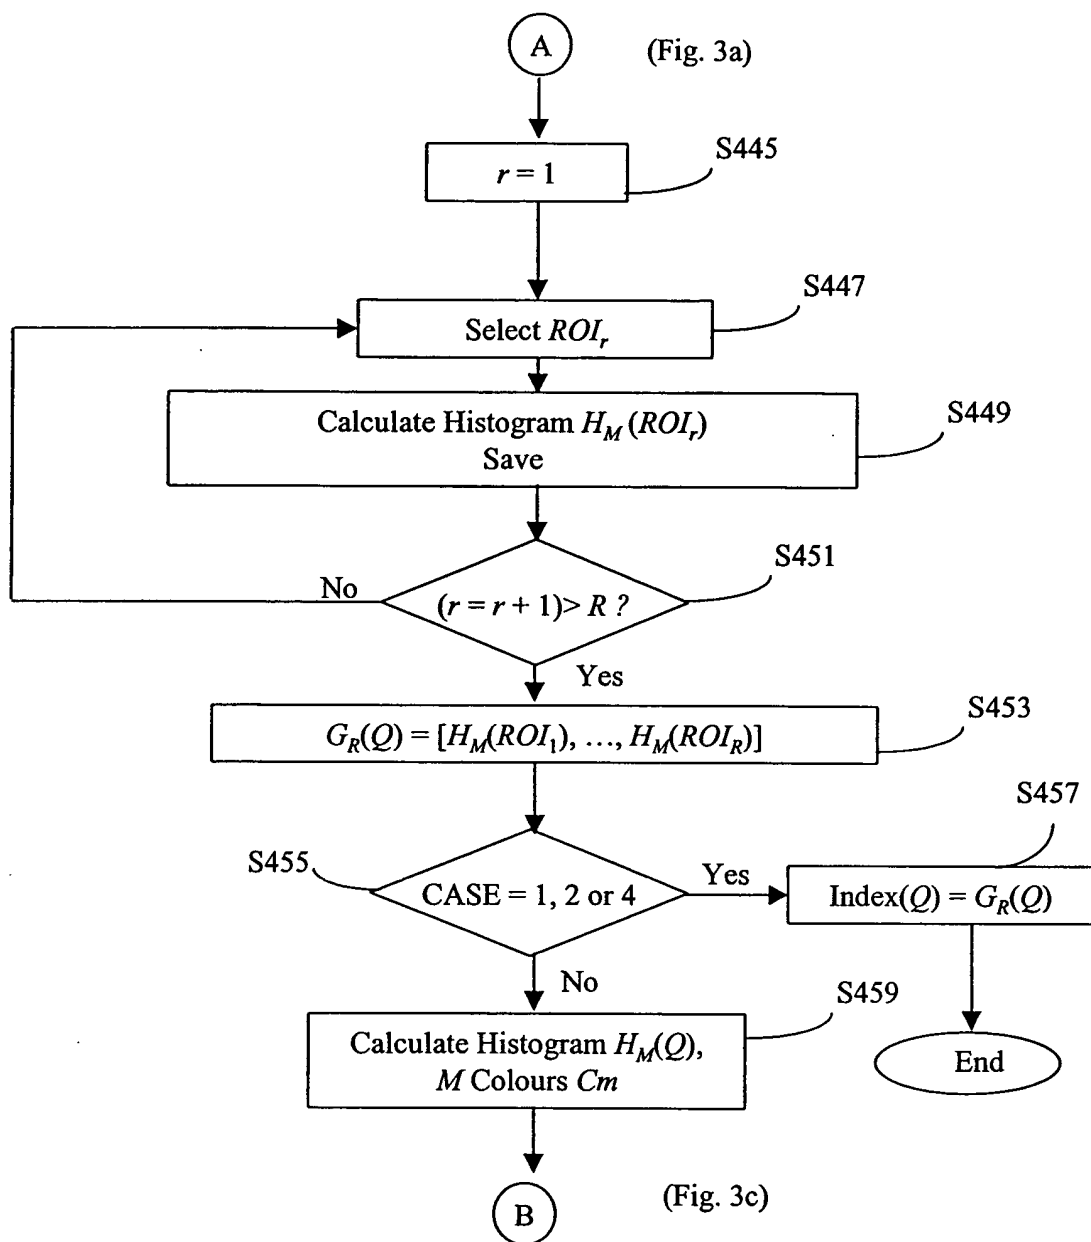 A
(Fig. 3a)
S445
r = 1
S447
Select ROI_r
S449
Calculate Histogram H_M (ROI_r)
Save
S451
No
(r = r + 1)> R ?
Yes
S453
G_R(Q) = [H_M(ROI_1), …, H_M(ROI_R)]
S457
S455
CASE = 1, 2 or 4
Yes
Index(Q) = G_R(Q)
No
S459
Calculate Histogram H_M(Q),
M Colours Cm
End
B
(Fig. 3c)